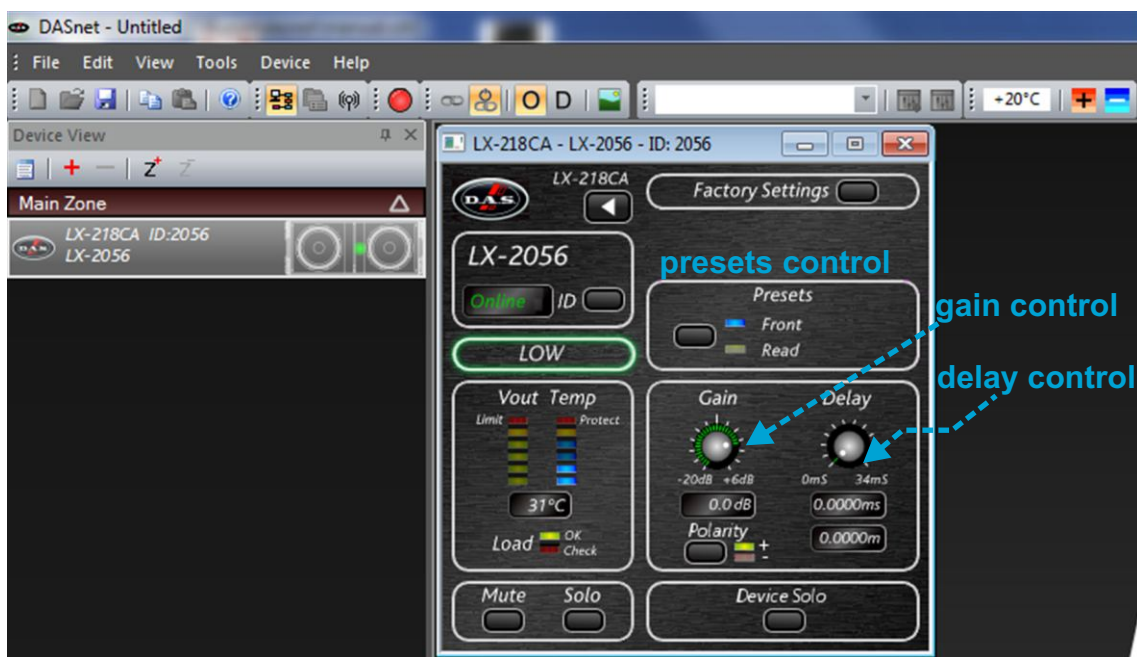 DASnet - Untitled
File Edit View Tools Device Help
O D +20°C
Device View
Z+ Z-
Main Zone
LX-218CA ID:2056
LX-2056
D.A.S.
LX-218CA - LX-2056 - ID: 2056
D.A.S.
LX-218CA
Factory Settings
LX-2056
Online ID
LOW
presets control
Presets
Front
Read
gain control
delay control
Vout Temp
Limit Protect
31°C
Load OK
Check
Gain Delay
-20dB +6dB 0mS 34mS
0.0 dB 0.0000ms
Polarity + -
0.0000m
Mute Solo
Device Solo